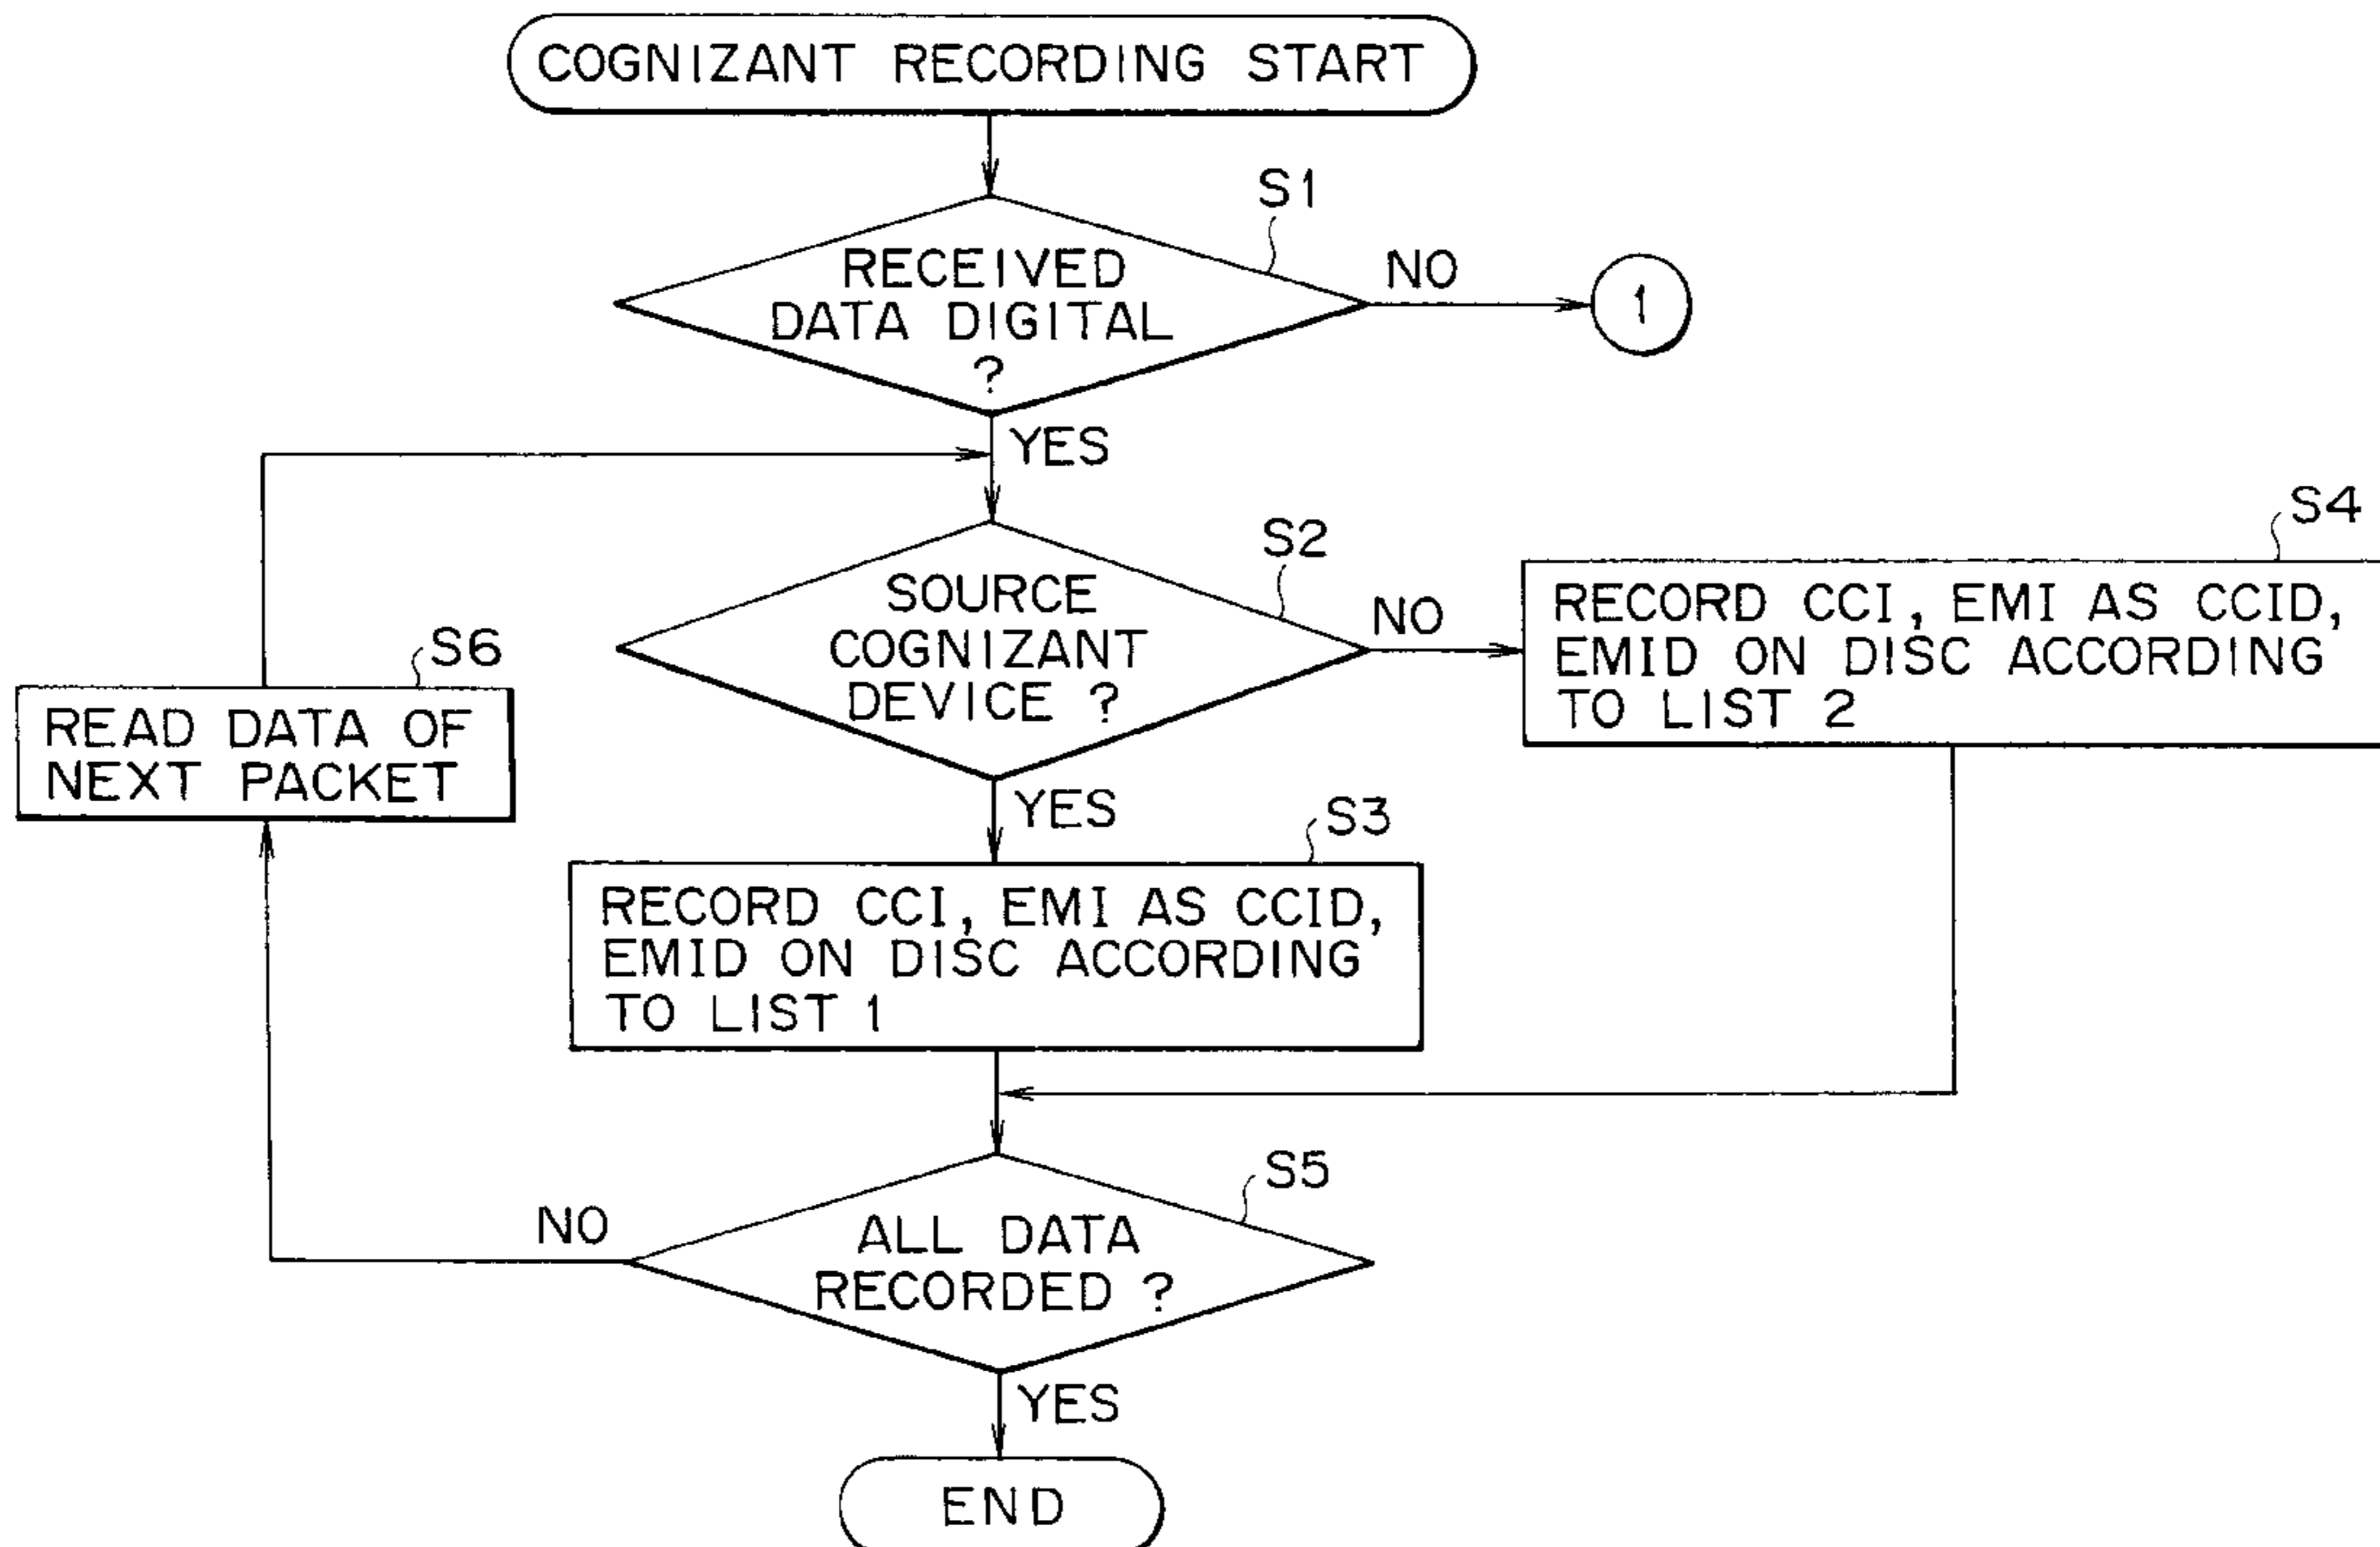 COGNIZANT RECORDING START
S1
RECEIVED
DATA DIGITAL
?
NO
1
YES
S2
SOURCE
COGNIZANT
DEVICE ?
NO
S4
RECORD CCI, EMI AS CCID,
EMID ON DISC ACCORDING
TO LIST 2
S6
READ DATA OF
NEXT PACKET
YES
S3
RECORD CCI, EMI AS CCID,
EMID ON DISC ACCORDING
TO LIST 1
S5
ALL DATA
RECORDED ?
NO
YES
END